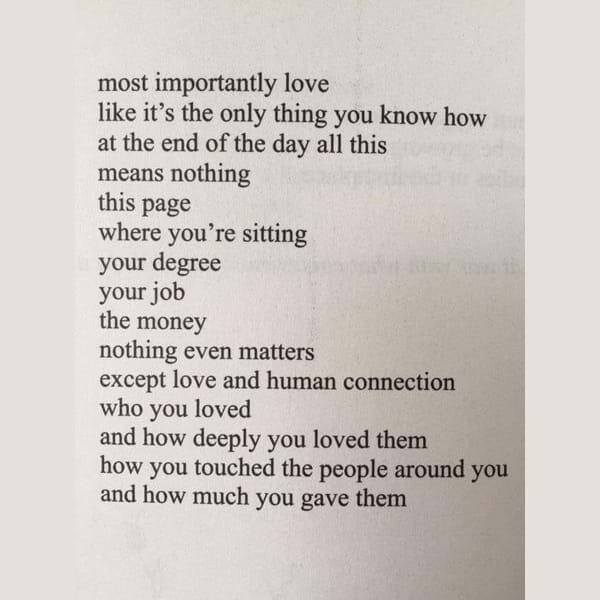 most importantly love
like it's the only thing you know how
at the end of the day all this
means nothing
this page
where you're sitting
your degree
your job
the money
nothing even matters
except love and human connection
who you loved
and how deeply you loved them
how you touched the people around you
and how much you gave them